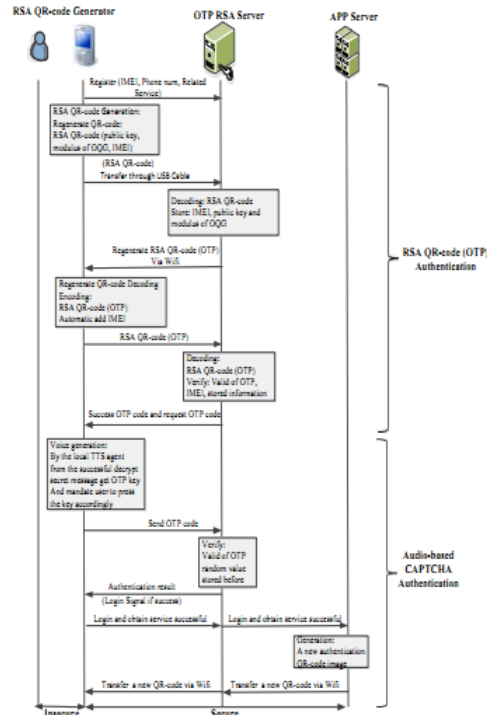 RSA QR-code Generator
OTP RSA Server
APP Server
Register (IMEI, Phone num, Related
Service)
RSA QR-code Generation:
Regenerate QR-code:
RSA QR-code (public key,
modulus of OQG, IMEI)
(RSA QR-code)
Transfer through USB Cable
Decoding: RSA QR-code
Store: IMEI, public key and
modulus of OQG
Regenerate RSA QR-code (OTP)
Via Wifi
RSA QR-code (OTP)
Authentication
Regenerate QR-code Decoding
Encoding:
RSA QR-code (OTP)
Automatic add IMEI
RSA QR-code (OTP)
Decoding:
RSA QR-code (OTP)
Verify: Valid of OTP,
IMEI, stored information
Success OTP code and request OTP code
Voice generation:
By the local TTS agent
from the successful decrypt
secret message get OTP key
And mandate user to press
the key accordingly
Send OTP code
Verify:
Valid of OTP
random value
stored before
Audio-based
CAPTCHA
Authentication
Authentication result
(Login Signal if success)
Login and obtain service successful
Login and obtain service successful
Generation:
A new authentication
QR-code image
Transfer a new QR-code via Wifi
Transfer a new QR-code via Wifi
Insecure
Secure